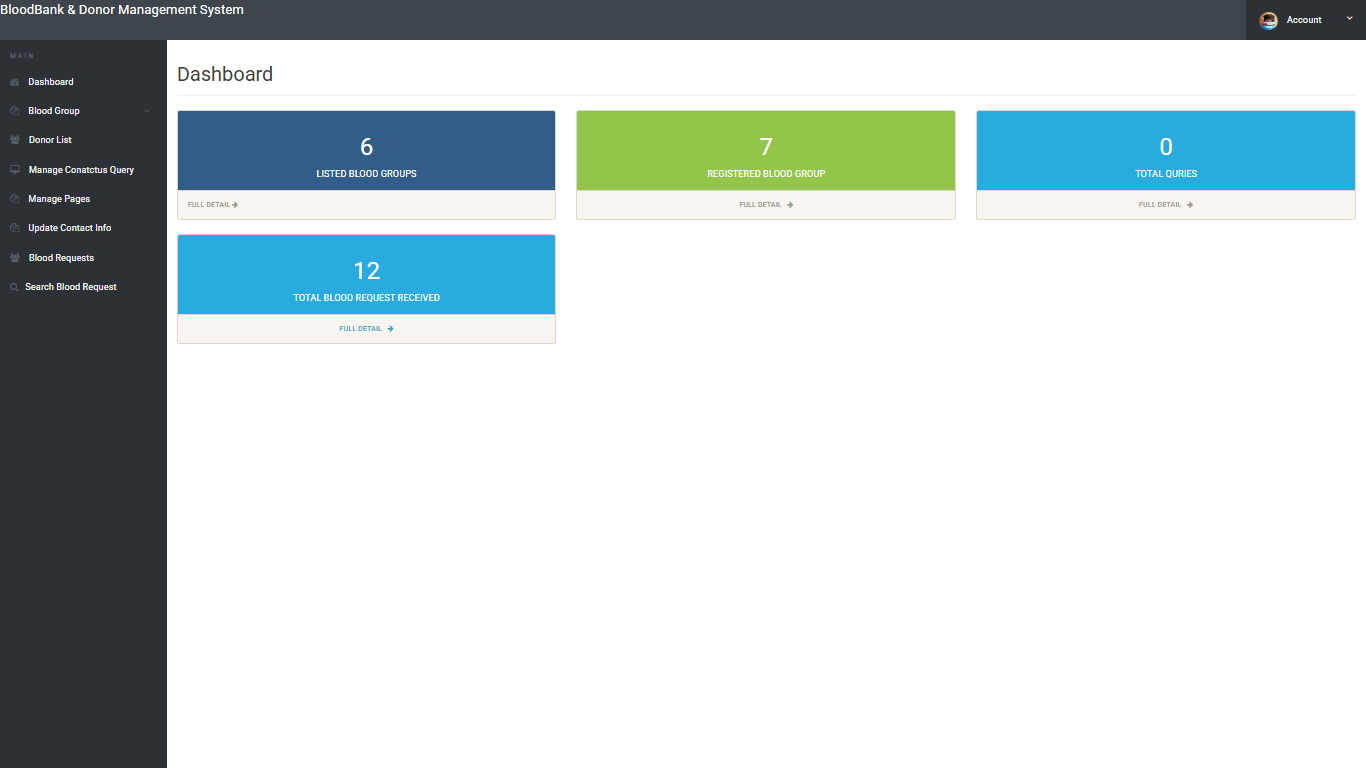 BloodBank & Donor Management System
Account
MAIN
Dashboard
Blood Group
Donor List
Manage Conatctus Query
Manage Pages
Update Contact Info
Blood Requests
Search Blood Request
Dashboard
6
LISTED BLOOD GROUPS
FULL DETAIL
7
REGISTERED BLOOD GROUP
FULL DETAIL
0
TOTAL QURIES
FULL DETAIL
12
TOTAL BLOOD REQUEST RECEIVED
FULL DETAIL